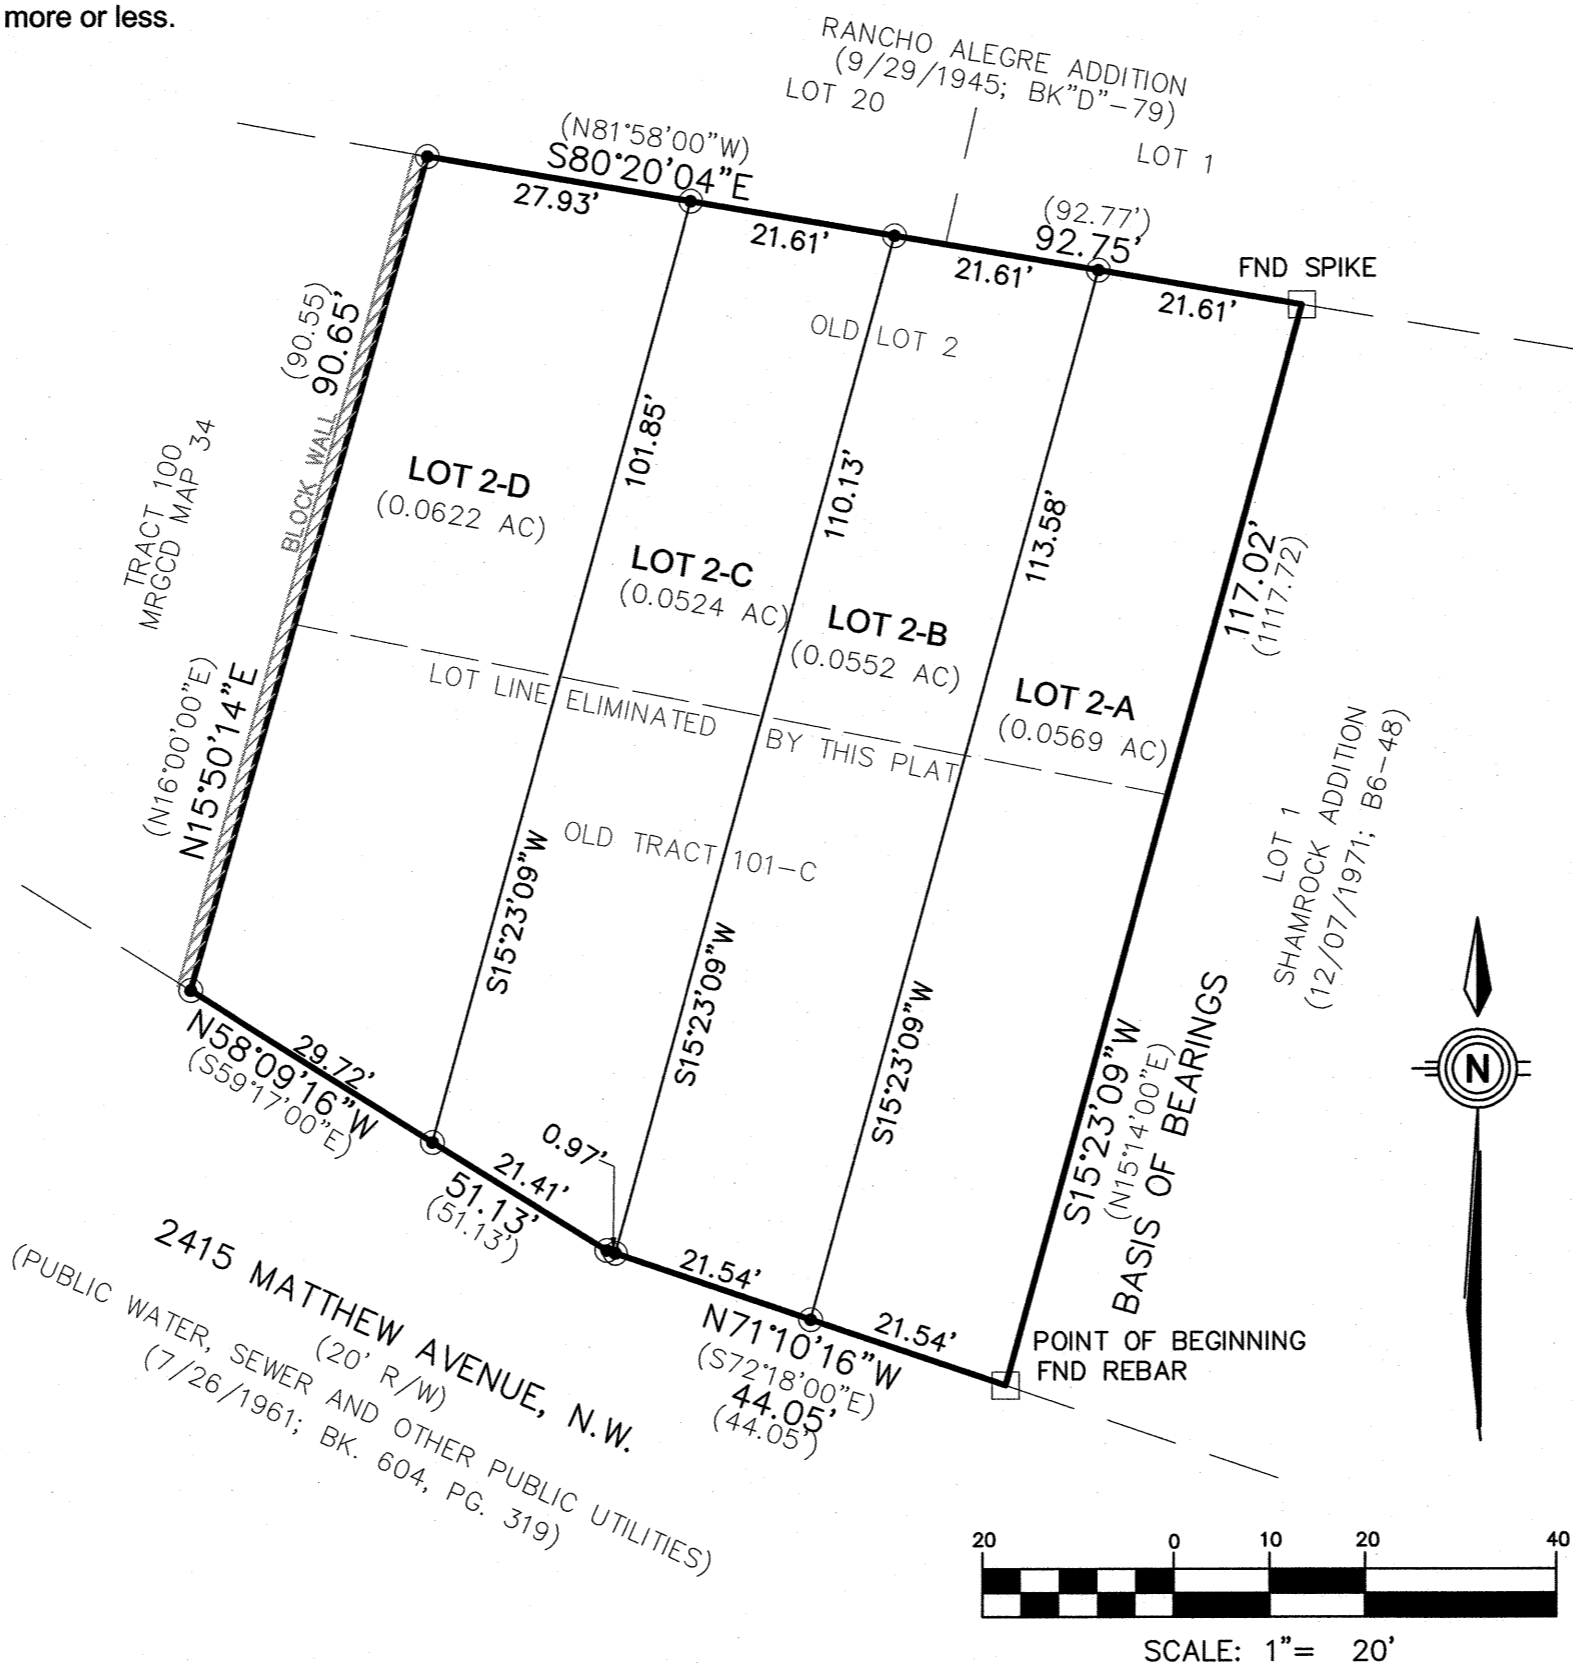 more or less.
RANCHO ALEGRE ADDITION
(9/29/1945; BK"D"-79)
LOT 20
LOT 1
(N81°58'00"W)
S80°20'04"E
27.93'
21.61'
(92.77')
92.75'
21.61'
21.61'
FND SPIKE
OLD LOT 2
(90.55)
90.65'
BLOCK WALL
101.85'
110.13'
113.58'
117.02'
(117.72)
TRACT 100
MRGCD MAP 34
LOT 2-D
(0.0622 AC)
LOT 2-C
(0.0524 AC)
LOT 2-B
(0.0552 AC)
LOT 2-A
(0.0569 AC)
LOT LINE ELIMINATED BY THIS PLAT
(N16°00'00"E)
N15°50'14"E
OLD TRACT 101-C
S15°23'09"W
S15°23'09"W
S15°23'09"W
S15°23'09"W
(N15°14'00"E)
BASIS OF BEARINGS
LOT 1
SHAMROCK ADDITION
(12/07/1971; B6-48)
N
29.72'
N58°09'16"W
(S59°17'00"E)
0.97'
21.41'
51.13'
(51.13')
21.54'
N71°10'16"W
(S72°18'00"E)
44.05'
(44.05')
21.54'
POINT OF BEGINNING
FND REBAR
2415 MATTHEW AVENUE, N.W.
(20' R/W)
(PUBLIC WATER, SEWER AND OTHER PUBLIC UTILITIES)
(7/26/1961; BK. 604, PG. 319)
20 0 10 20 40
SCALE: 1"= 20'